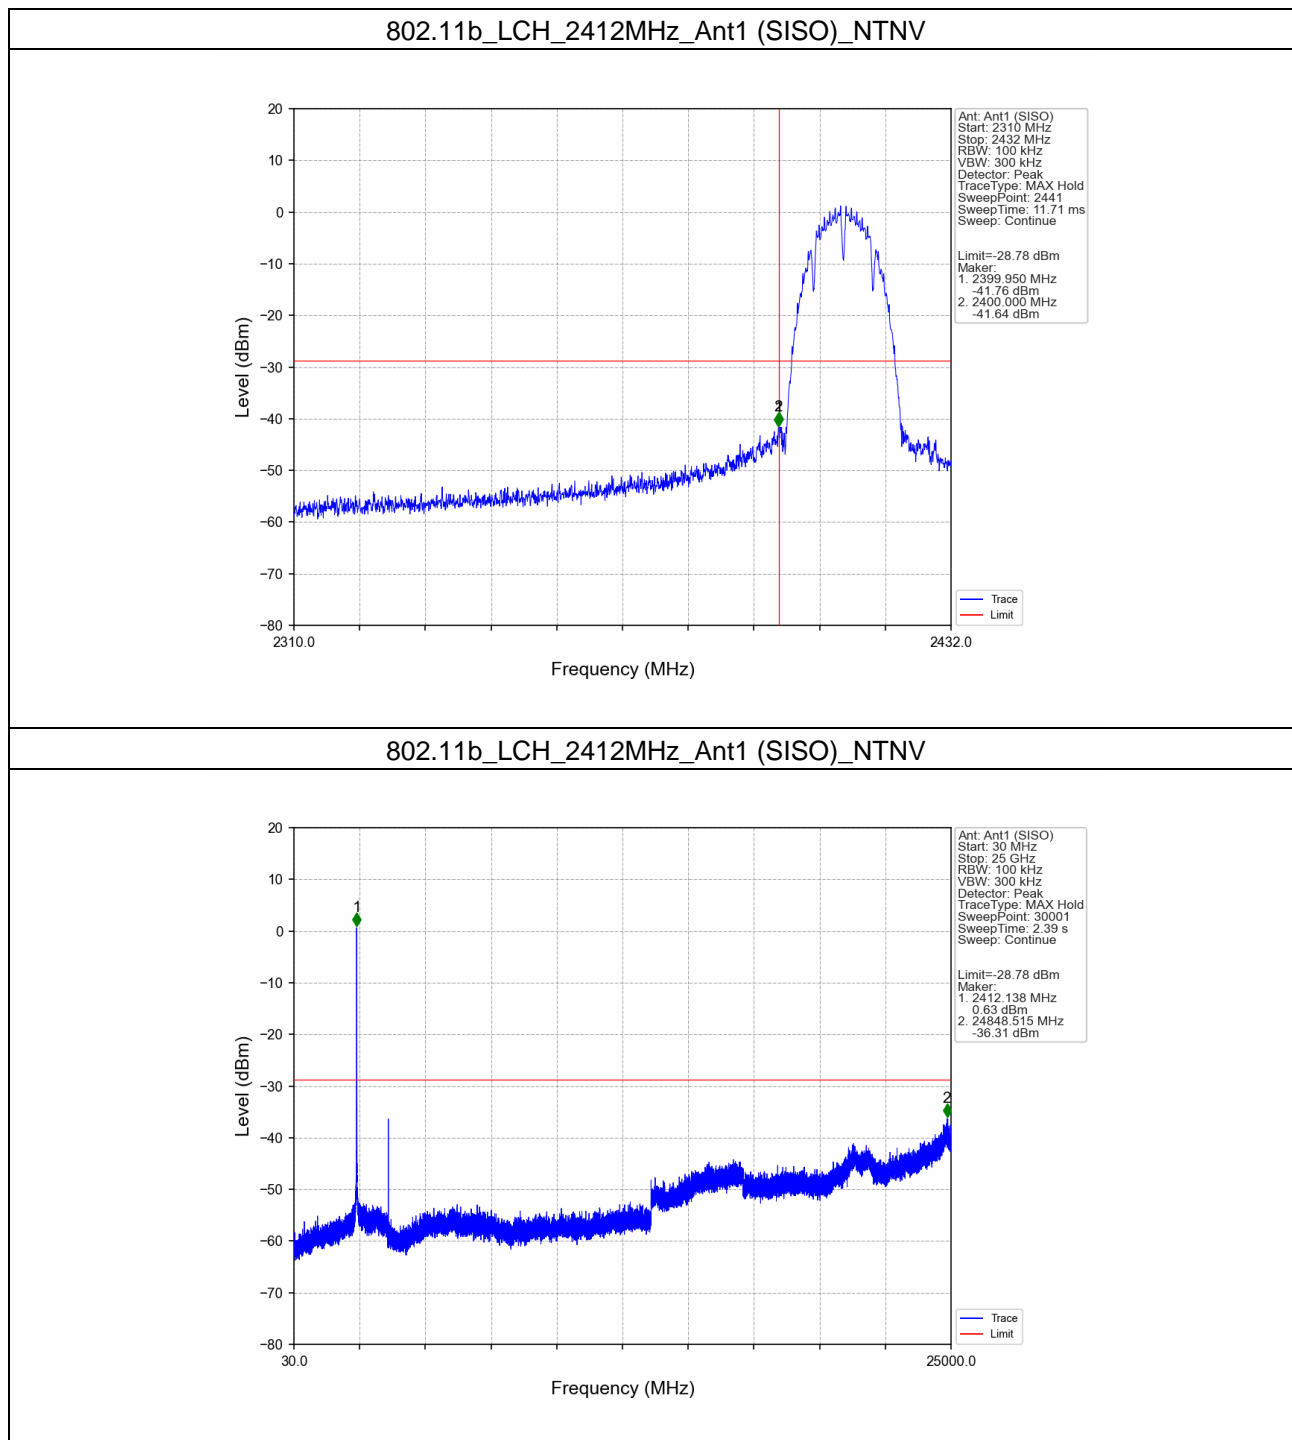 802.11b_LCH_2412MHz_Ant1 (SISO)_NTNV
20
10
0
−10
−20
−30
−40
−50
−60
−70
−80
Level (dBm)
2
2310.0
2432.0
Frequency (MHz)
Ant: Ant1 (SISO)
Start: 2310 MHz
Stop: 2432 MHz
RBW: 100 kHz
VBW: 300 kHz
Detector: Peak
TraceType: MAX Hold
SweepPoint: 2441
SweepTime: 11.71 ms
Sweep: Continue
Limit=-28.78 dBm
Maker:
1. 2399.950 MHz
-41.76 dBm
2. 2400.000 MHz
-41.64 dBm
Trace
Limit
802.11b_LCH_2412MHz_Ant1 (SISO)_NTNV
20
10
0
−10
−20
−30
−40
−50
−60
−70
−80
Level (dBm)
1
2
30.0
25000.0
Frequency (MHz)
Ant: Ant1 (SISO)
Start: 30 MHz
Stop: 25 GHz
RBW: 100 kHz
VBW: 300 kHz
Detector: Peak
TraceType: MAX Hold
SweepPoint: 30001
SweepTime: 2.39 s
Sweep: Continue
Limit=-28.78 dBm
Maker:
1. 2412.138 MHz
0.63 dBm
2. 24848.515 MHz
-36.31 dBm
Trace
Limit